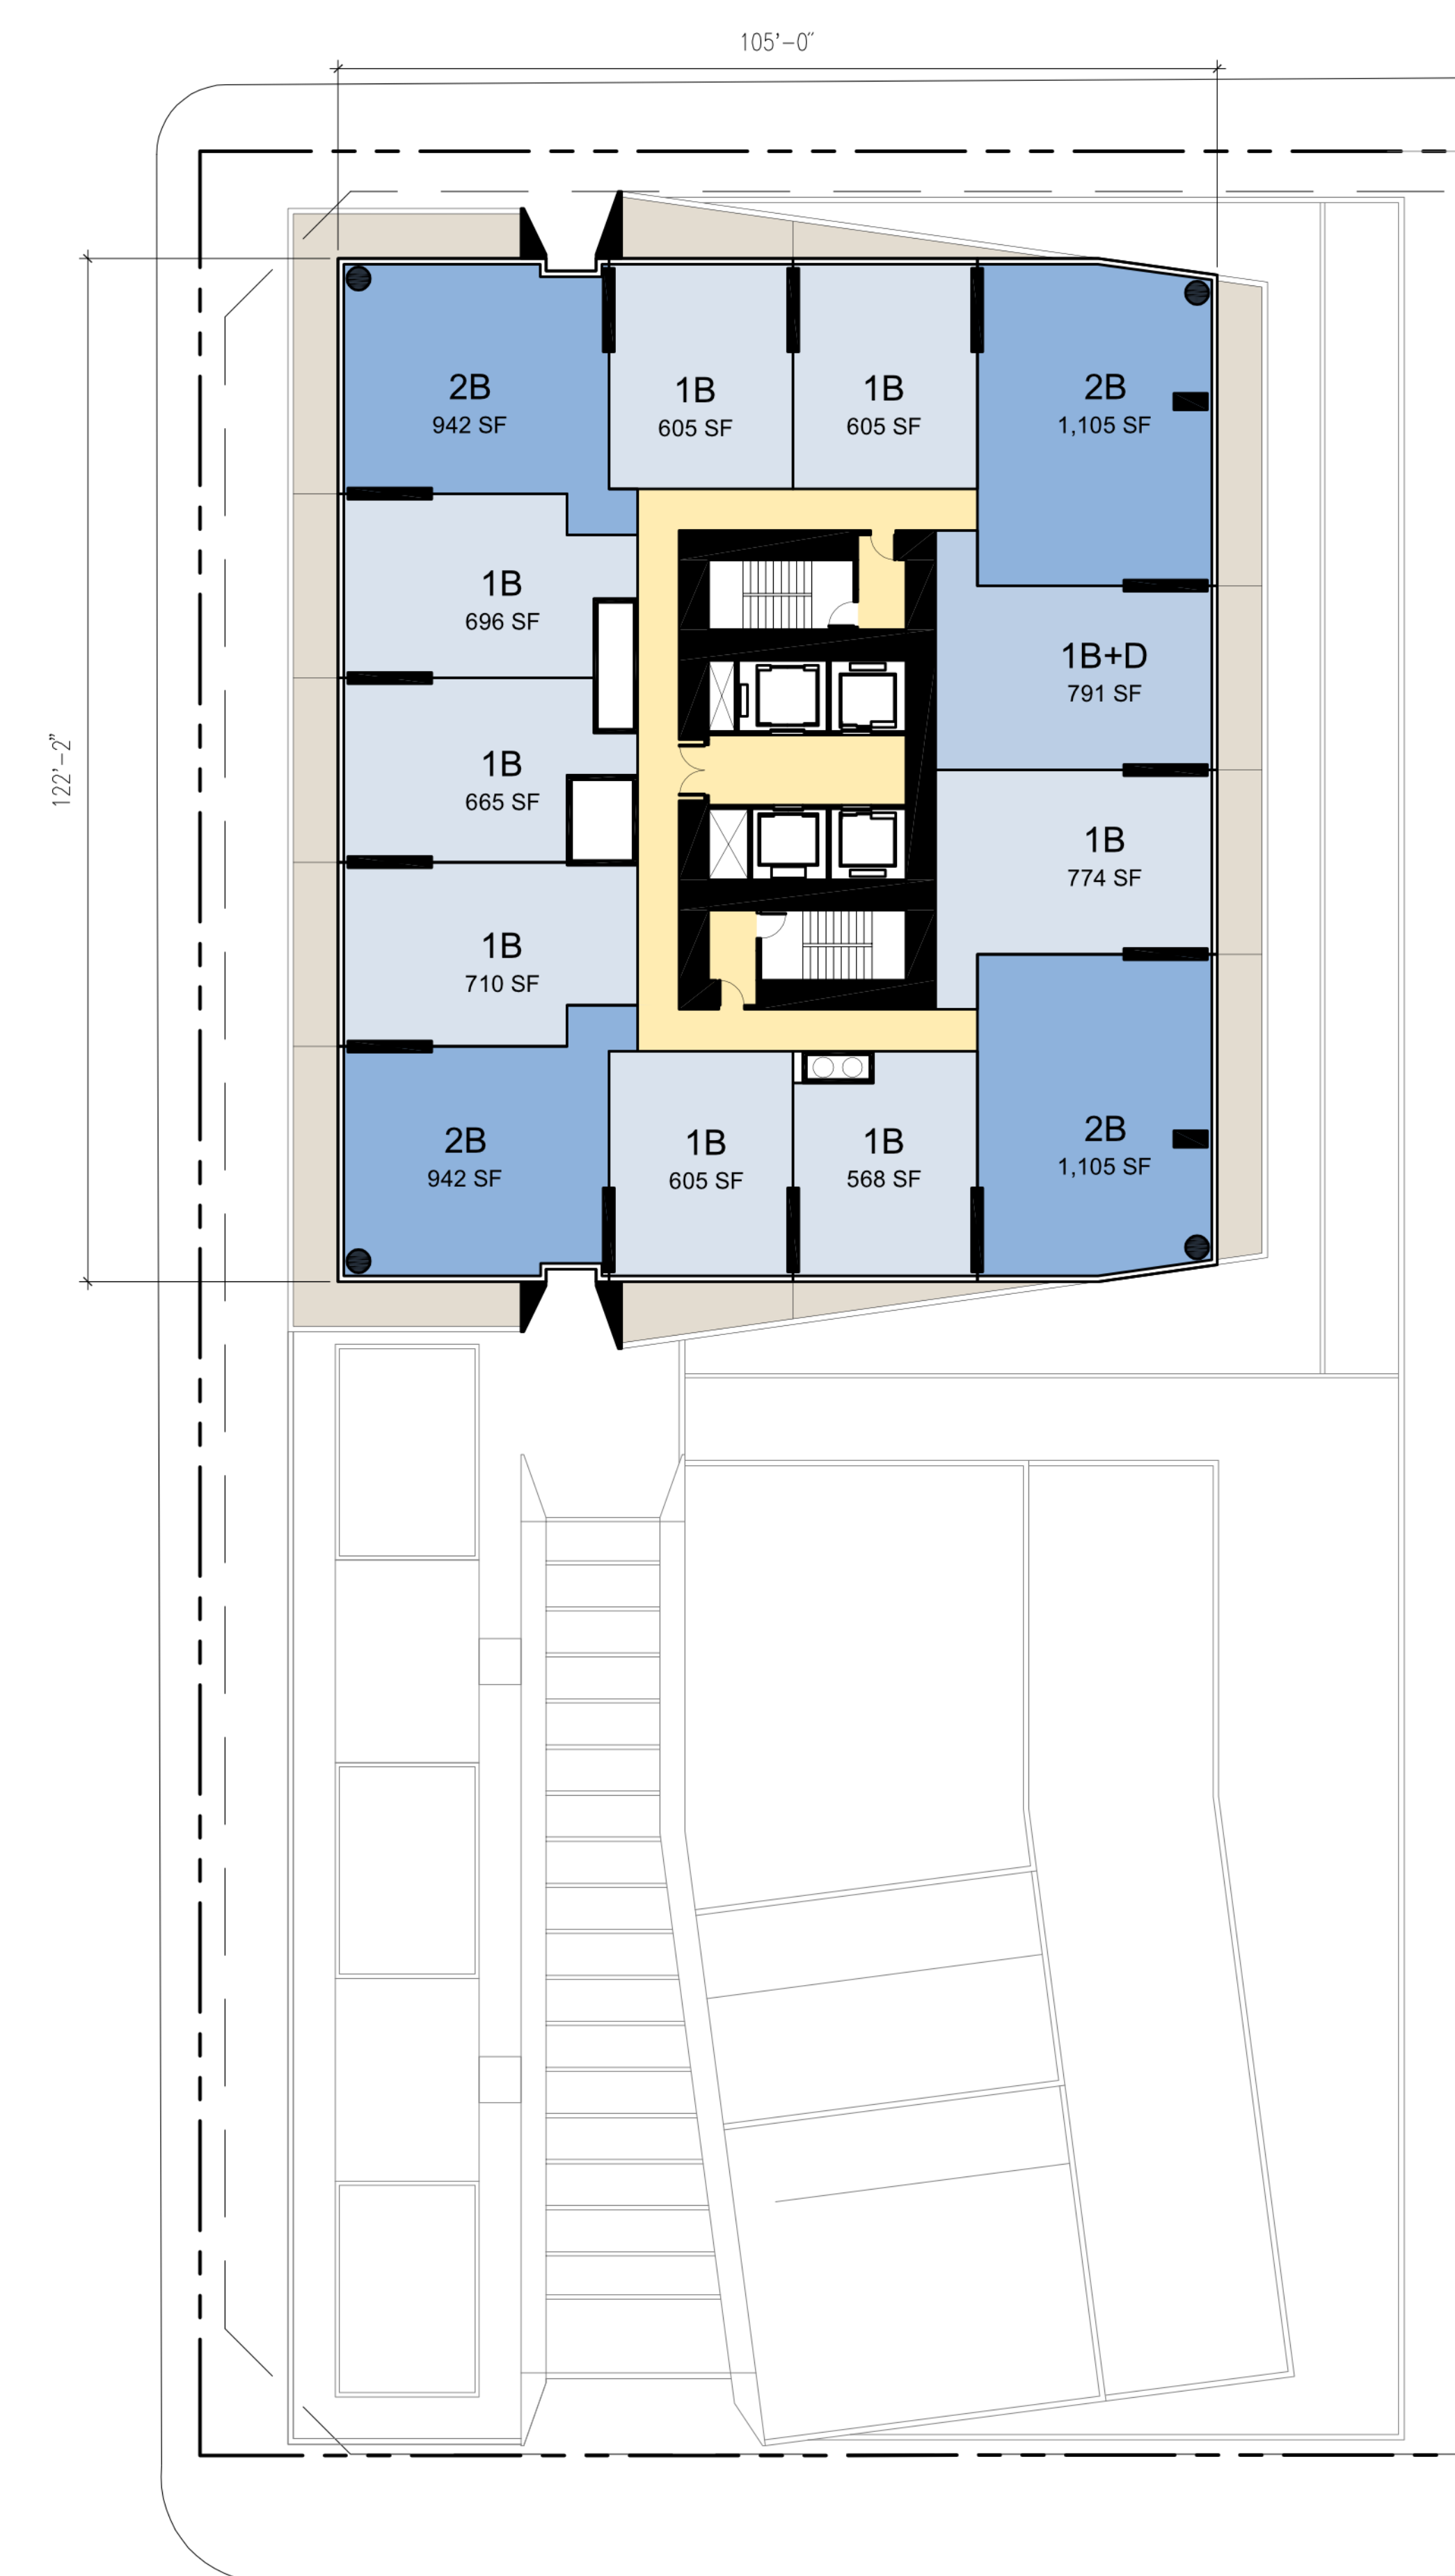 105'-0"
2B
942 SF
1B
605 SF
1B
605 SF
2B
1,105 SF
1B
696 SF
1B+D
791 SF
122'-2"
1B
665 SF
1B
774 SF
1B
710 SF
2B
942 SF
1B
605 SF
1B
568 SF
2B
1,105 SF